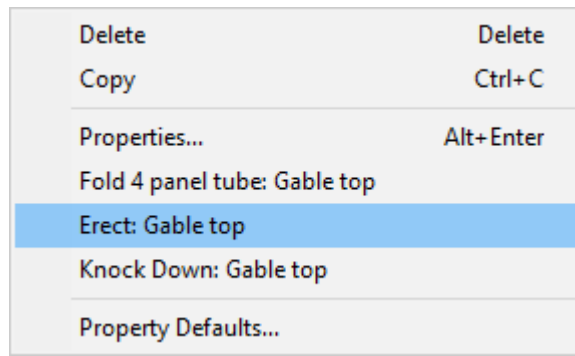 Delete Delete
Copy Ctrl+C
Properties... Alt+Enter
Fold 4 panel tube: Gable top
Erect: Gable top
Knock Down: Gable top
Property Defaults...